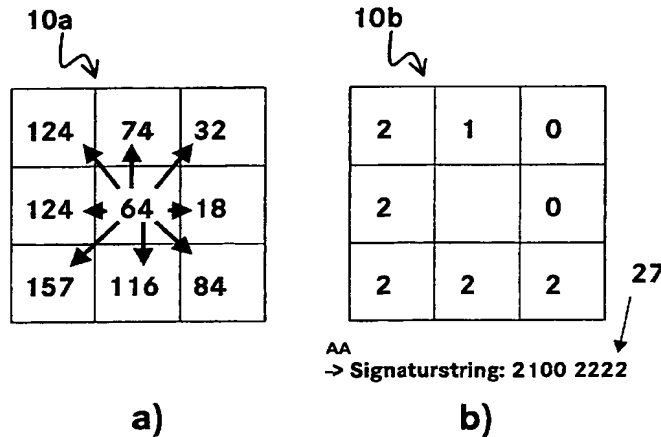 10a 10b
124 74 32 2 1 0
124 64 18 2 0
157 116 84 2 2 2
27
AA
-> Signaturstring: 2100 2222
a) b)